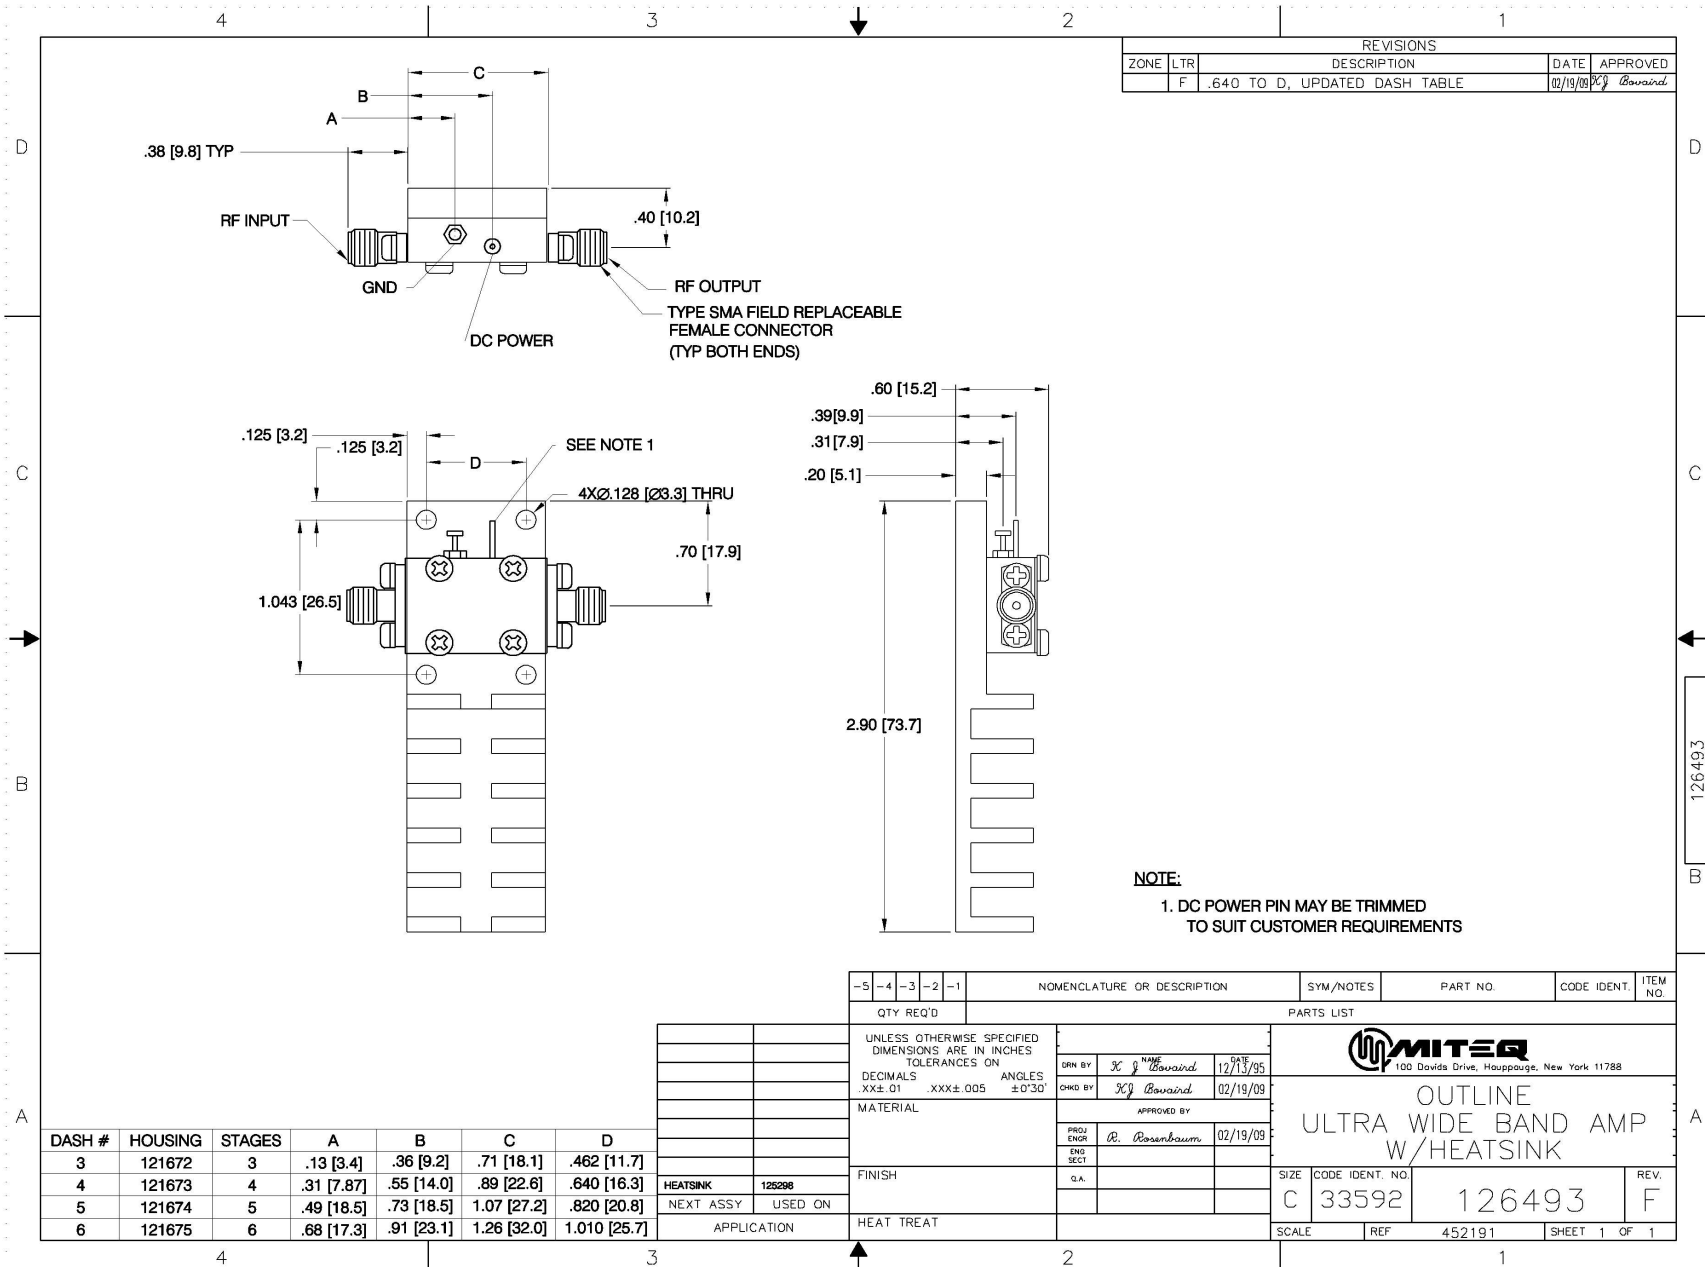 4 3 2 1
REVISIONS
ZONE LTR DESCRIPTION DATE APPROVED
F .640 TO D, UPDATED DASH TABLE 02/19/09 KJ Bovaird
D D
C
B
A
.38 [9.8] TYP
RF INPUT
.40 [10.2]
GND
RF OUTPUT
TYPE SMA FIELD REPLACEABLE
FEMALE CONNECTOR
(TYP BOTH ENDS)
DC POWER
.60 [15.2]
.39[9.9]
.31[7.9]
.20 [5.1]
.125 [3.2]
.125 [3.2]
D
SEE NOTE 1
C C
4XØ.128 [Ø3.3] THRU
.70 [17.9]
1.043 [26.5]
2.90 [73.7]
126493
B B
NOTE:
1. DC POWER PIN MAY BE TRIMMED
TO SUIT CUSTOMER REQUIREMENTS
-5 -4 -3 -2 -1 NOMENCLATURE OR DESCRIPTION SYM/NOTES PART NO. CODE IDENT. ITEM NO.
QTY REQ'D PARTS LIST
UNLESS OTHERWISE SPECIFIED
DIMENSIONS ARE IN INCHES
TOLERANCES ON
DECIMALS ANGLES
.XX±.01 .XXX±.005 ±0°30'
MATERIAL
FINISH
HEAT TREAT
NAME DATE
DRN BY K J Bovaird 12/13/95
CHKD BY KJ Bovaird 02/19/09
APPROVED BY
PROJ ENGR R. Rosenbaum 02/19/09
ENG SECT
Q.A.
MITEQ
100 Davids Drive, Hauppauge, New York 11788
OUTLINE
ULTRA WIDE BAND AMP
W/HEATSINK
SIZE CODE IDENT. NO. REV.
C 33592 126493 F
SCALE REF 452191 SHEET 1 OF 1
A A
DASH # HOUSING STAGES A B C D
3 121672 3 .13 [3.4] .36 [9.2] .71 [18.1] .462 [11.7]
4 121673 4 .31 [7.87] .55 [14.0] .89 [22.6] .640 [16.3]
5 121674 5 .49 [18.5] .73 [18.5] 1.07 [27.2] .820 [20.8]
6 121675 6 .68 [17.3] .91 [23.1] 1.26 [32.0] 1.010 [25.7]
HEATSINK 125298
NEXT ASSY USED ON
APPLICATION
4 3 2 1